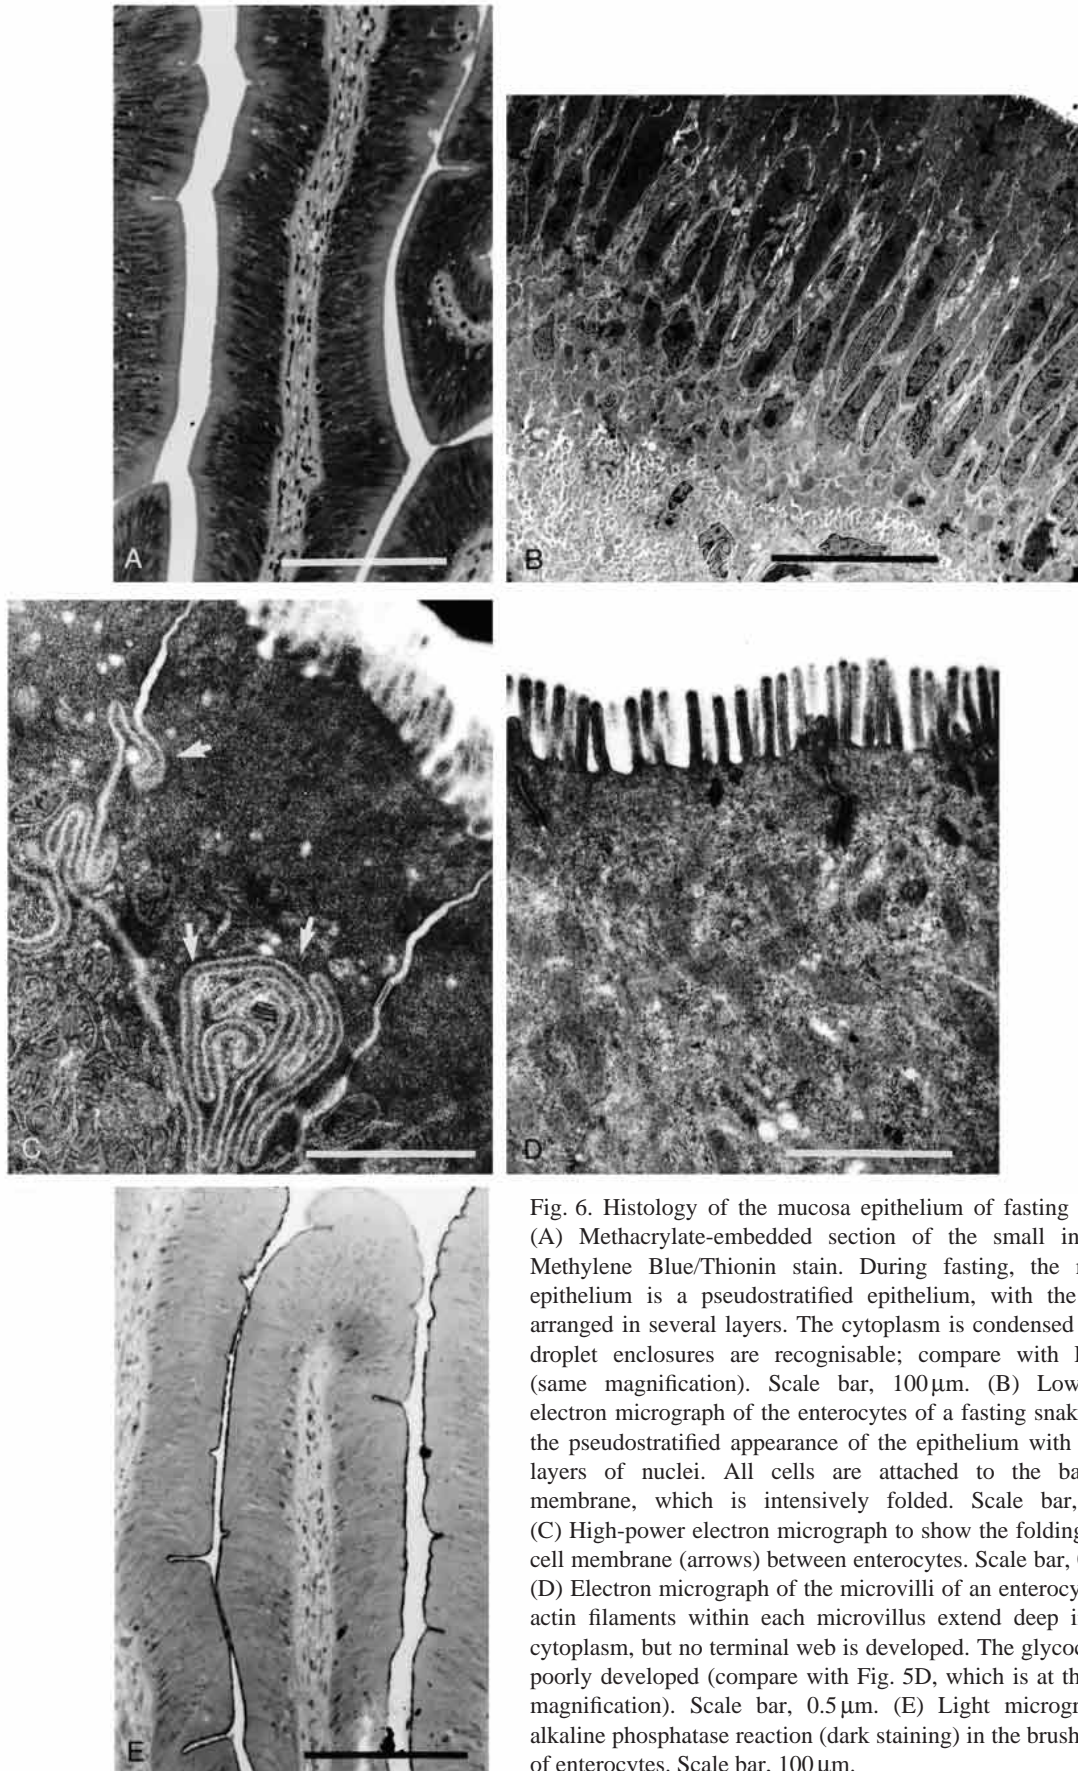 A
B
C
D
E
Fig. 6. Histology of the mucosa epithelium of fasting
(A) Methacrylate-embedded section of the small in
Methylene Blue/Thionin stain. During fasting, the
epithelium is a pseudostratified epithelium, with the
arranged in several layers. The cytoplasm is condensed
droplet enclosures are recognisable; compare with
(same magnification). Scale bar, 100 μm. (B) Low
electron micrograph of the enterocytes of a fasting snak
the pseudostratified appearance of the epithelium with
layers of nuclei. All cells are attached to the ba
membrane, which is intensively folded. Scale bar,
(C) High-power electron micrograph to show the folding
cell membrane (arrows) between enterocytes. Scale bar,
(D) Electron micrograph of the microvilli of an enterocy
actin filaments within each microvillus extend deep i
cytoplasm, but no terminal web is developed. The glycoc
poorly developed (compare with Fig. 5D, which is at th
magnification). Scale bar, 0.5 μm. (E) Light microgr
alkaline phosphatase reaction (dark staining) in the brush
of enterocytes. Scale bar, 100 μm.